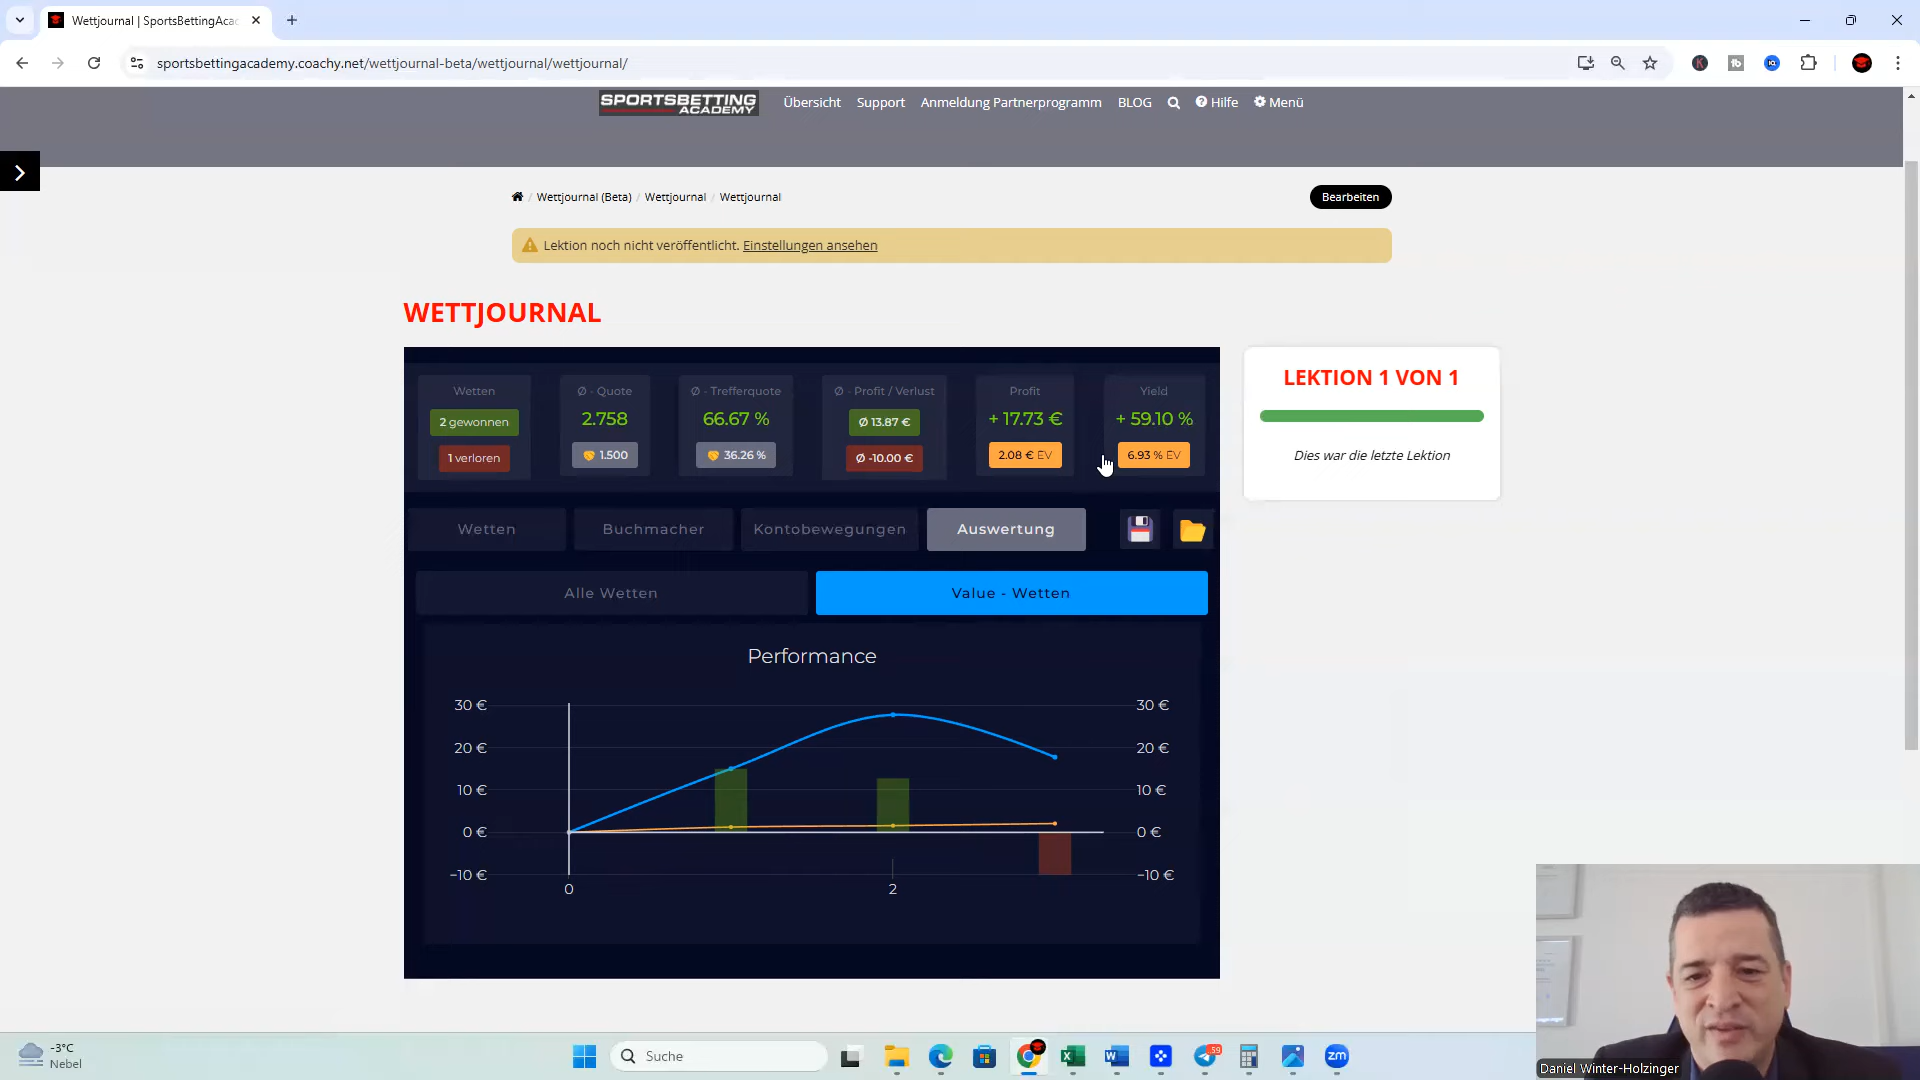 Wettjournal | SportsBettingAca
sportsbettingacademy.coachy.net/wettjournal-beta/wettjournal/wettjournal/
SPORTSBETTING
ACADEMY
Übersicht Support Anmeldung Partnerprogramm BLOG Hilfe Menü
Wettjournal (Beta) / Wettjournal / Wettjournal
Bearbeiten
Lektion noch nicht veröffentlicht. Einstellungen ansehen
WETTJOURNAL
Wetten
2 gewonnen
1 verloren
Ø - Quote
2.758
1.500
Ø - Trefferquote
66.67 %
36.26 %
Ø - Profit / Verlust
Ø 13.87 €
Ø -10.00 €
Profit
+ 17.73 €
2.08 € EV
Yield
+ 59.10 %
6.93 % EV
LEKTION 1 VON 1
Dies war die letzte Lektion
Wetten Buchmacher Kontobewegungen Auswertung
Alle Wetten Value - Wetten
Performance
30 € 30 €
20 € 20 €
10 € 10 €
0 € 0 €
−10 € −10 €
0 2
Daniel Winter-Holzinger
-3°C
Nebel
Suche
59
zm